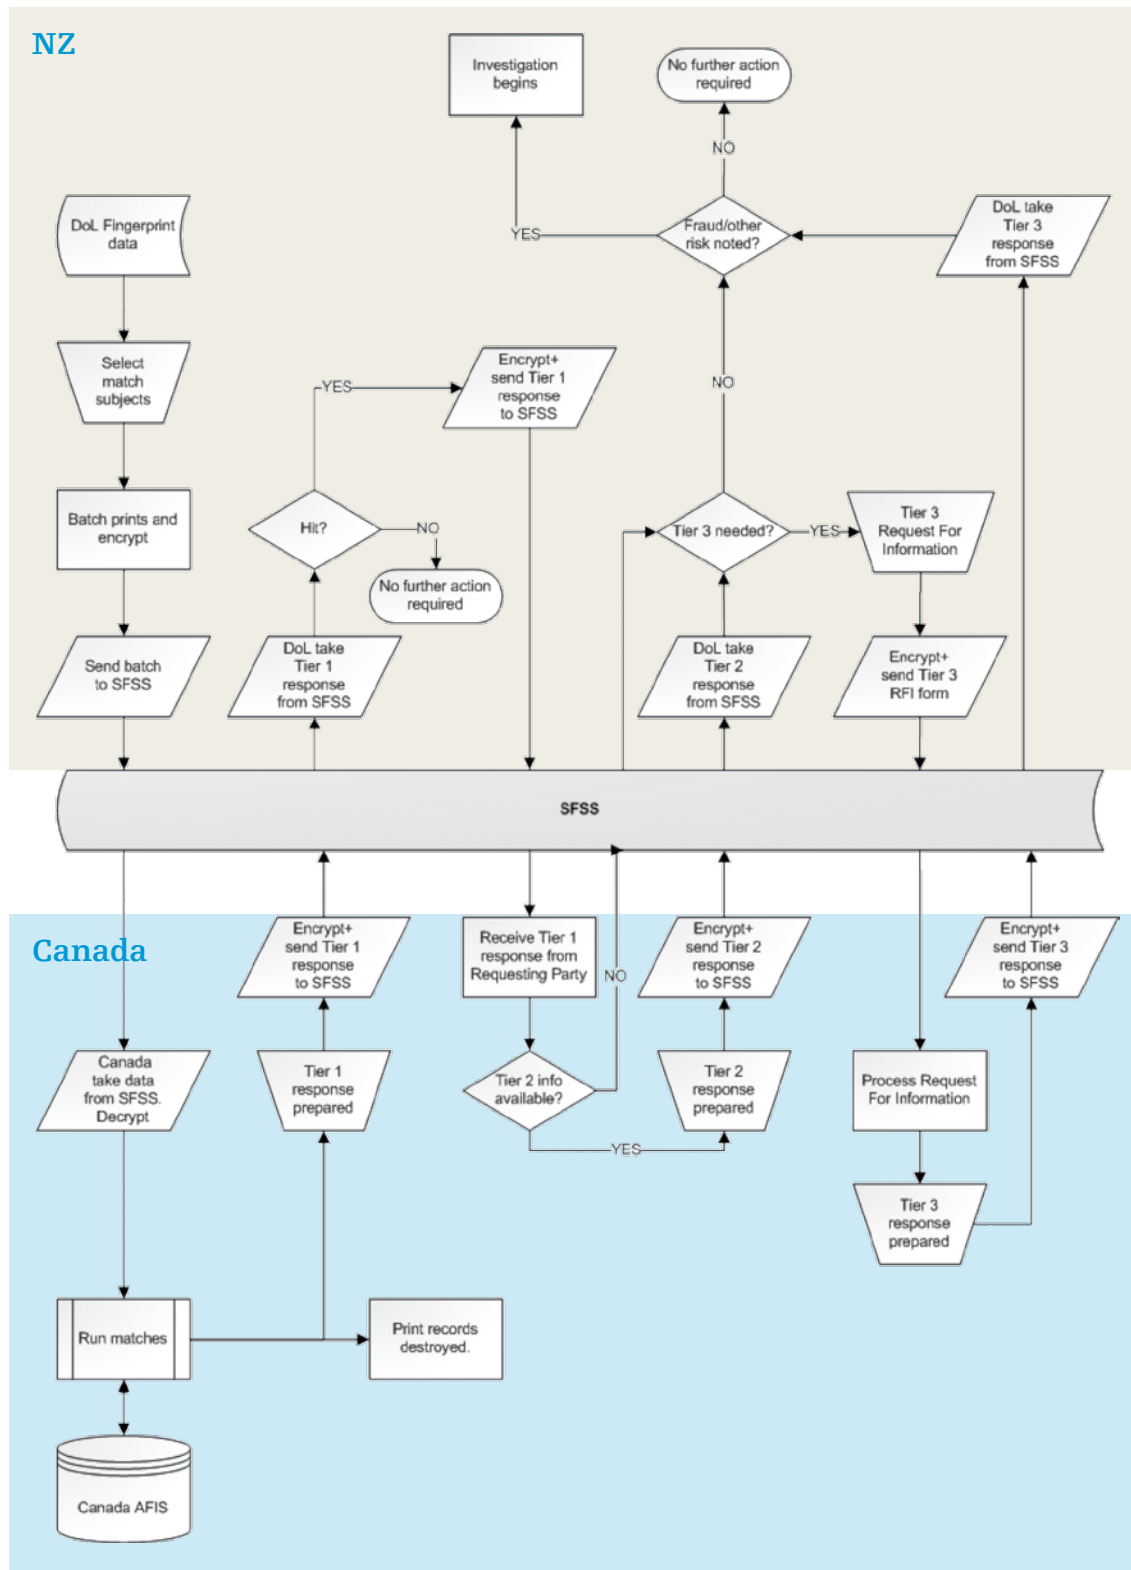 NZ
Investigation
begins
No further action
required
NO
DoL Fingerprint
data
YES
Fraud/other
risk noted?
DoL take
Tier 3
response
from SFSS
Select
match
subjects
YES
Encrypt+
send Tier 1
response
to SFSS
NO
Batch prints and
encrypt
Hit?
NO
No further action
required
Tier 3 needed?
YES
Tier 3
Request For
Information
Send batch
to SFSS
DoL take
Tier 1
response
from SFSS
DoL take
Tier 2
response
from SFSS
Encrypt+
send Tier 3
RFI form
SFSS
Canada
Encrypt+
send Tier 1
response
to SFSS
Receive Tier 1
response from
Requesting Party
NO
Encrypt+
send Tier 2
response
to SFSS
Encrypt+
send Tier 3
response
to SFSS
Canada
take data
from SFSS.
Decrypt
Tier 1
response
prepared
Tier 2 info
available?
YES
Tier 2
response
prepared
Process Request
For Information
Tier 3
response
prepared
Run matches
Print records
destroyed.
Canada AFIS